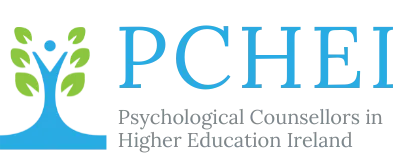 PCHEI
Psychological Counsellors in
Higher Education Ireland